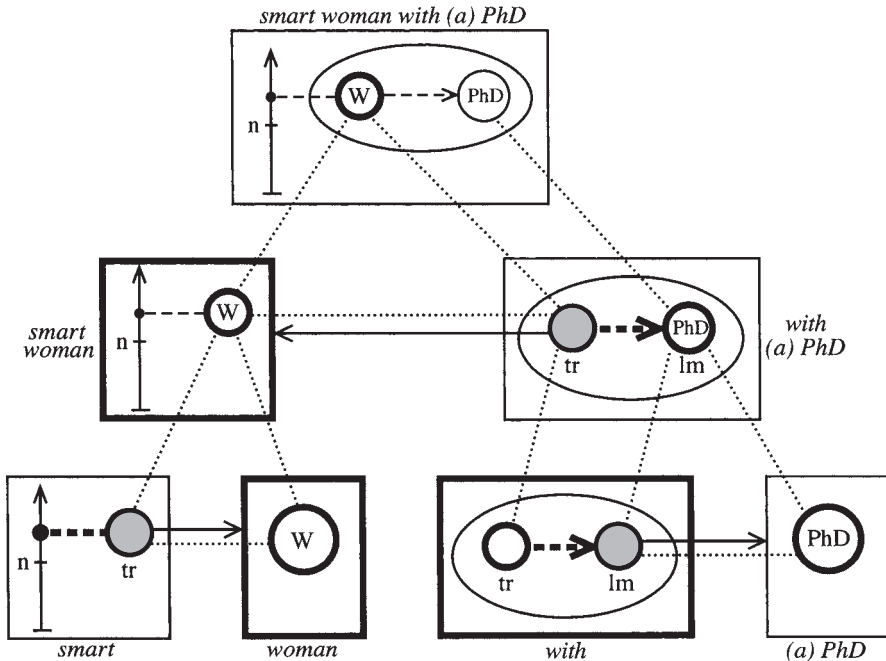 smart woman with (a) PhD
W
PhD
n
smart
woman
W
n
PhD
tr
lm
with
(a) PhD
n
tr
W
tr
lm
PhD
smart
woman
with
(a) PhD